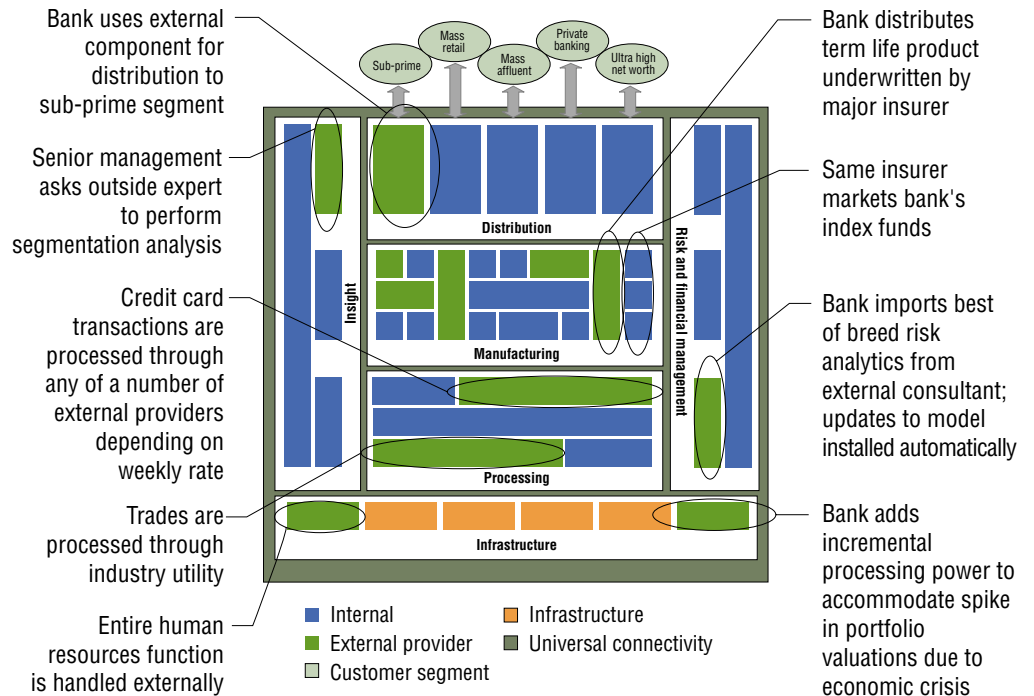 Bank uses external
component for
distribution to
sub-prime segment
Senior management
asks outside expert
to perform
segmentation analysis
Credit card
transactions are
processed through
any of a number of
external providers
depending on
weekly rate
Trades are
processed through
industry utility
Entire human
resources function
is handled externally
Sub-prime
Mass
retail
Mass
affluent
Private
banking
Ultra high
net worth
Distribution
Insight
Manufacturing
Risk and financial management
Processing
Infrastructure
Bank distributes
term life product
underwritten by
major insurer
Same insurer
markets bank's
index funds
Bank imports best
of breed risk
analytics from
external consultant;
updates to model
installed automatically
Bank adds
incremental
processing power to
accommodate spike
in portfolio
valuations due to
economic crisis
Internal
External provider
Customer segment
Infrastructure
Universal connectivity